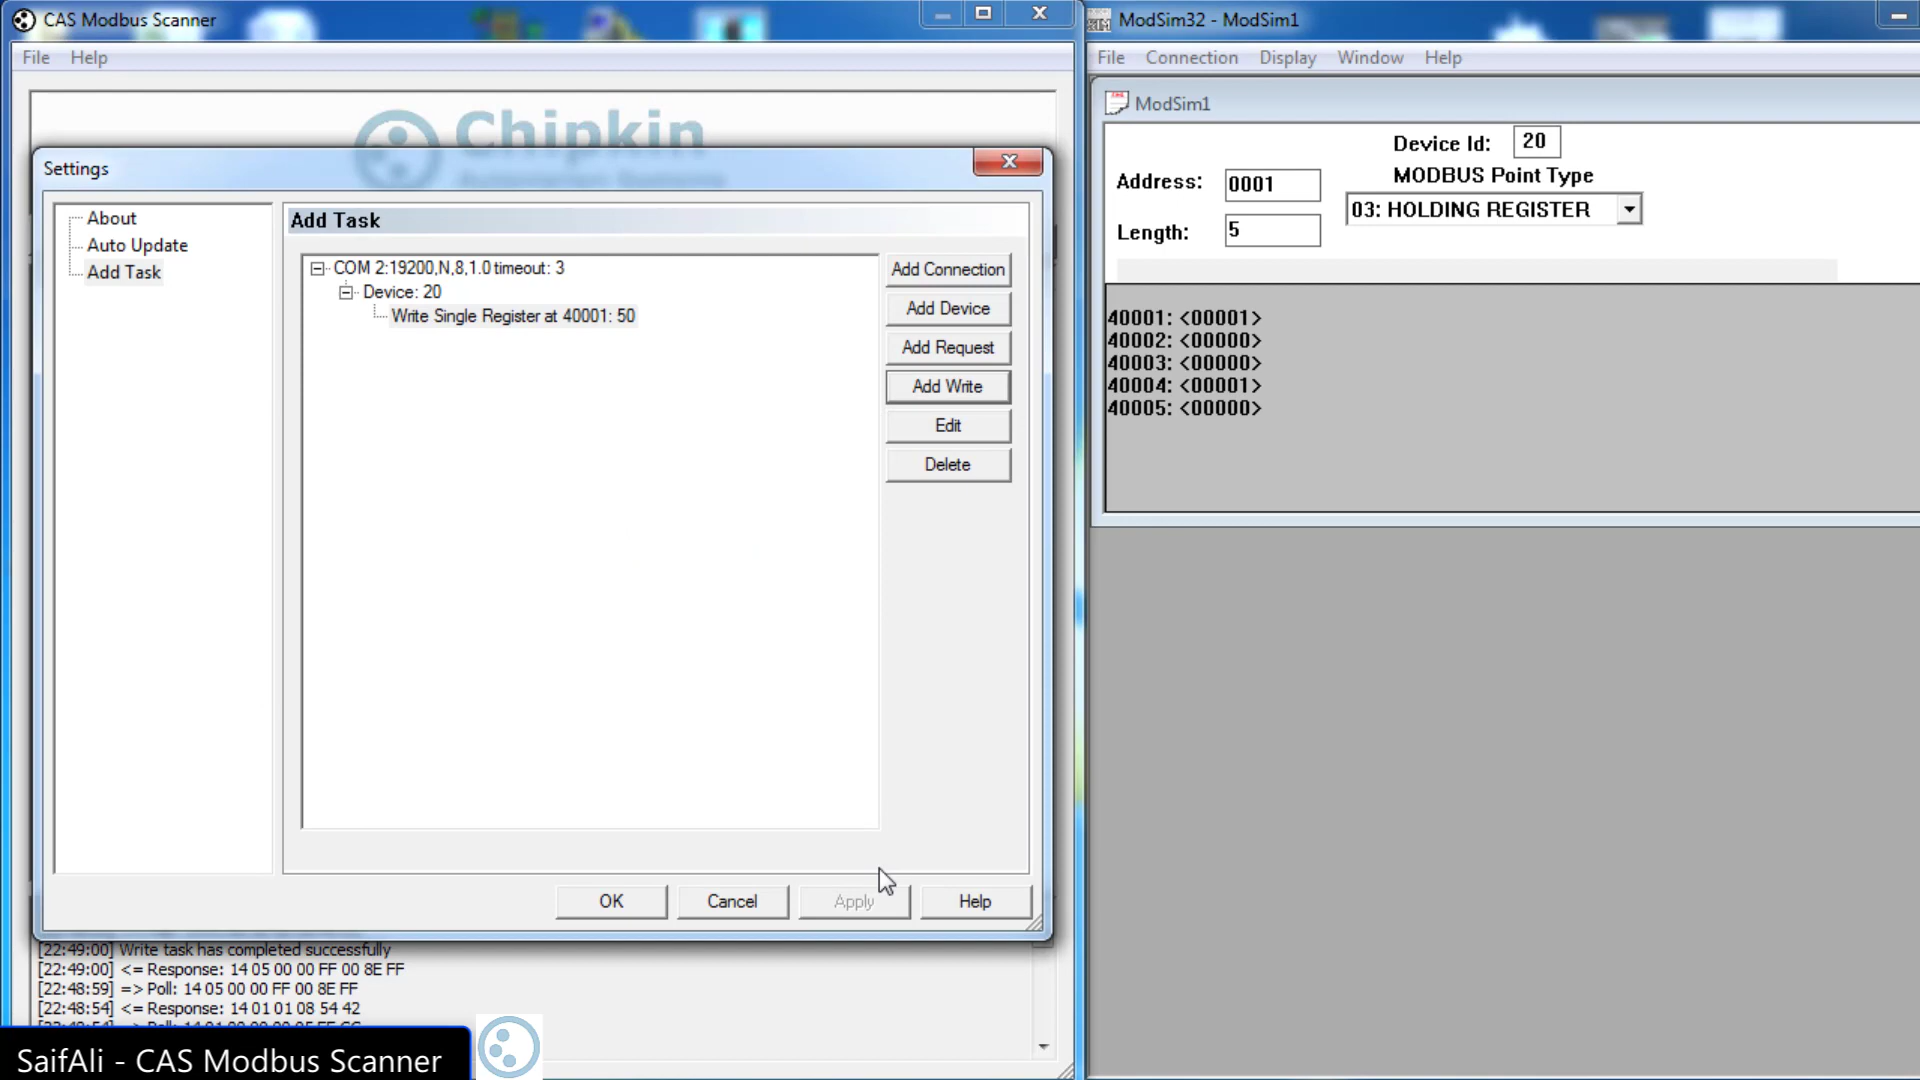 CAS Modbus Scanner
File Help
Chipkin
Settings
About
Auto Update
Add Task
Add Task
COM 2:19200,N,8,1.0 timeout: 3
Device: 20
Write Single Register at 40001: 50
Add Connection
Add Device
Add Request
Add Write
Edit
Delete
OK Cancel Apply Help
[22:49:00] Write task has completed successfully
[22:49:00] <= Response: 14 05 00 00 FF 00 8E FF
[22:48:59] => Poll: 14 05 00 00 FF 00 8E FF
[22:48:54] <= Response: 14 01 01 08 54 42
SaifAli - CAS Modbus Scanner
ModSim32 - ModSim1
File Connection Display Window Help
ModSim1
Device Id: 20
Address: 0001
MODBUS Point Type
03: HOLDING REGISTER
Length: 5
40001: <00001>
40002: <00000>
40003: <00000>
40004: <00001>
40005: <00000>